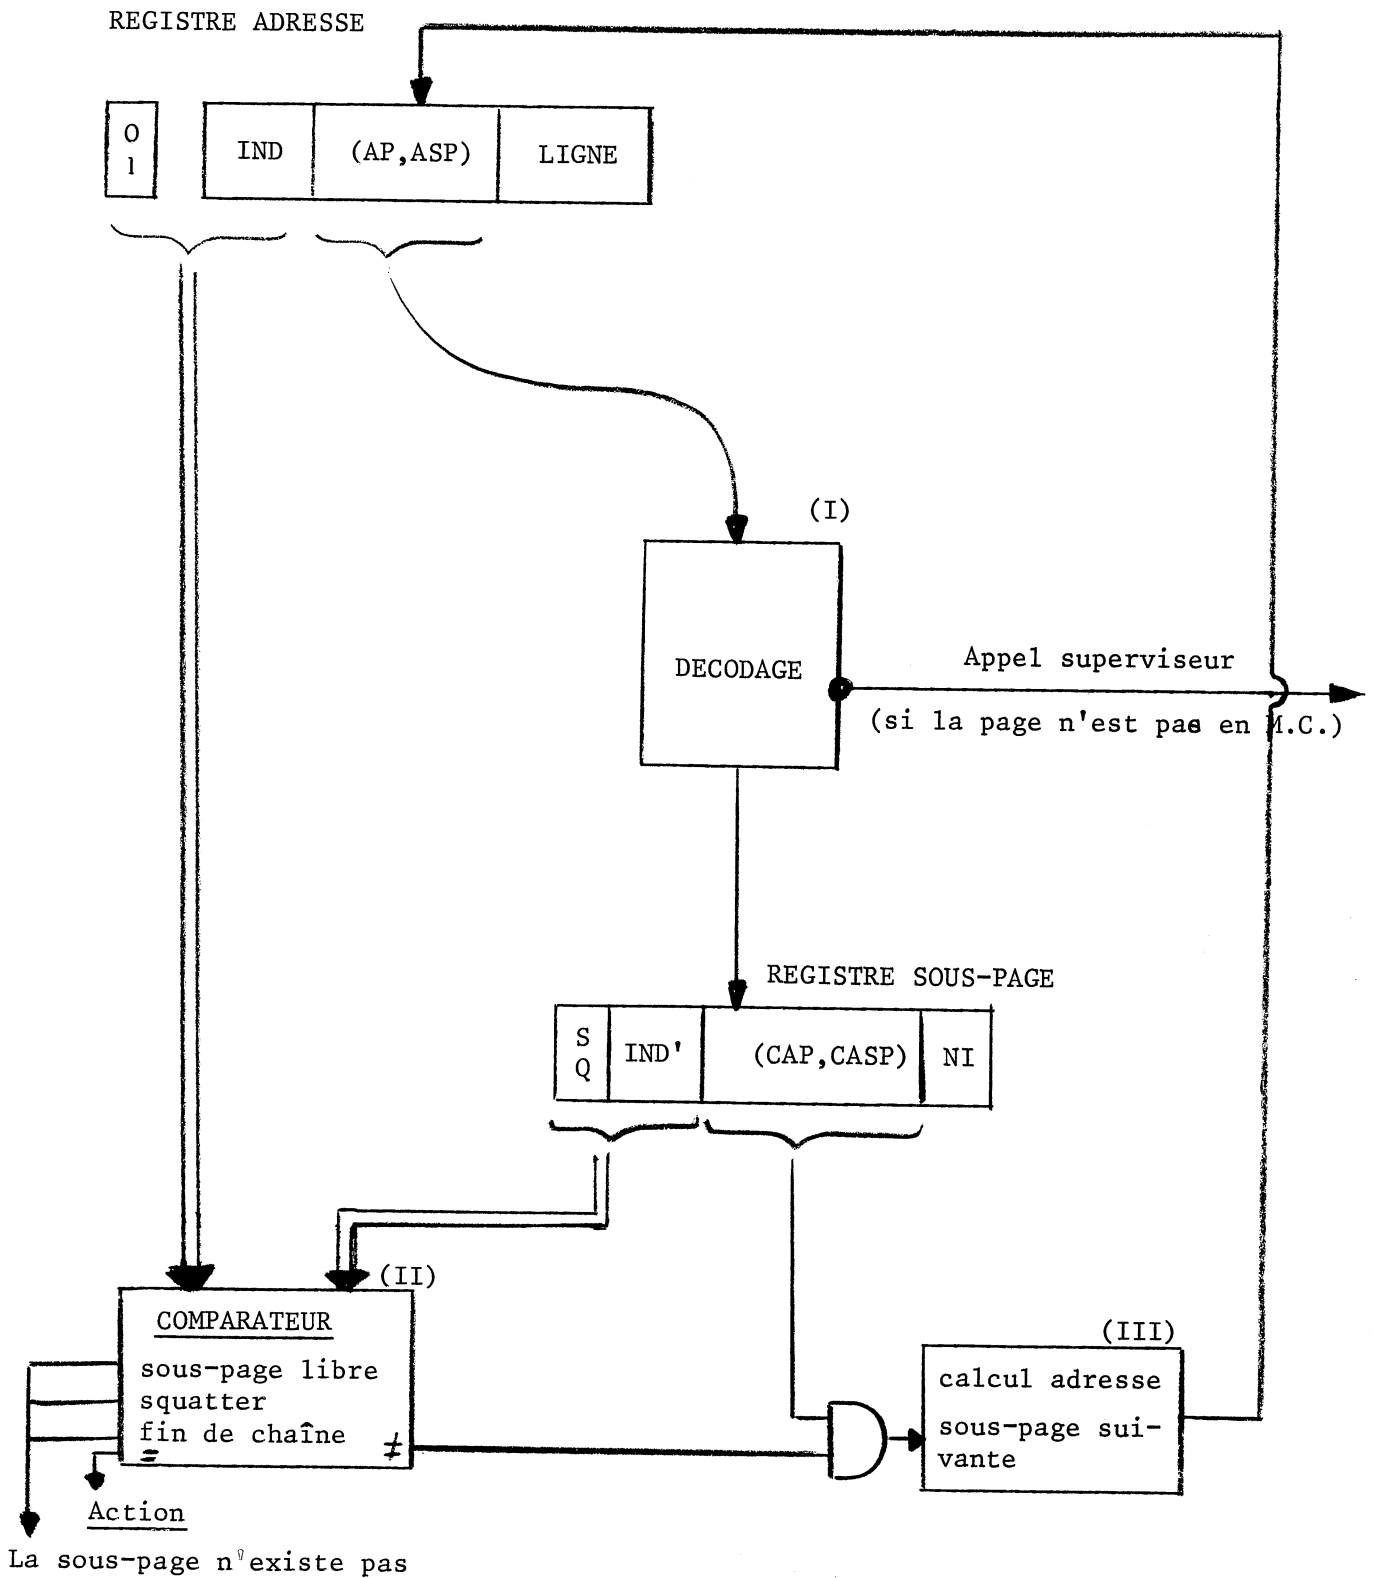 REGISTRE ADRESSE
0
1
IND
(AP,ASP)
LIGNE
(I)
DECODAGE
Appel superviseur
(si la page n'est pas en M.C.)
REGISTRE SOUS-PAGE
S
Q
IND'
(CAP,CASP)
NI
(II)
COMPARATEUR
sous-page libre
squatter
fin de chaîne
=
≠
(III)
calcul adresse
sous-page sui-
vante
Action
La sous-page n'existe pas